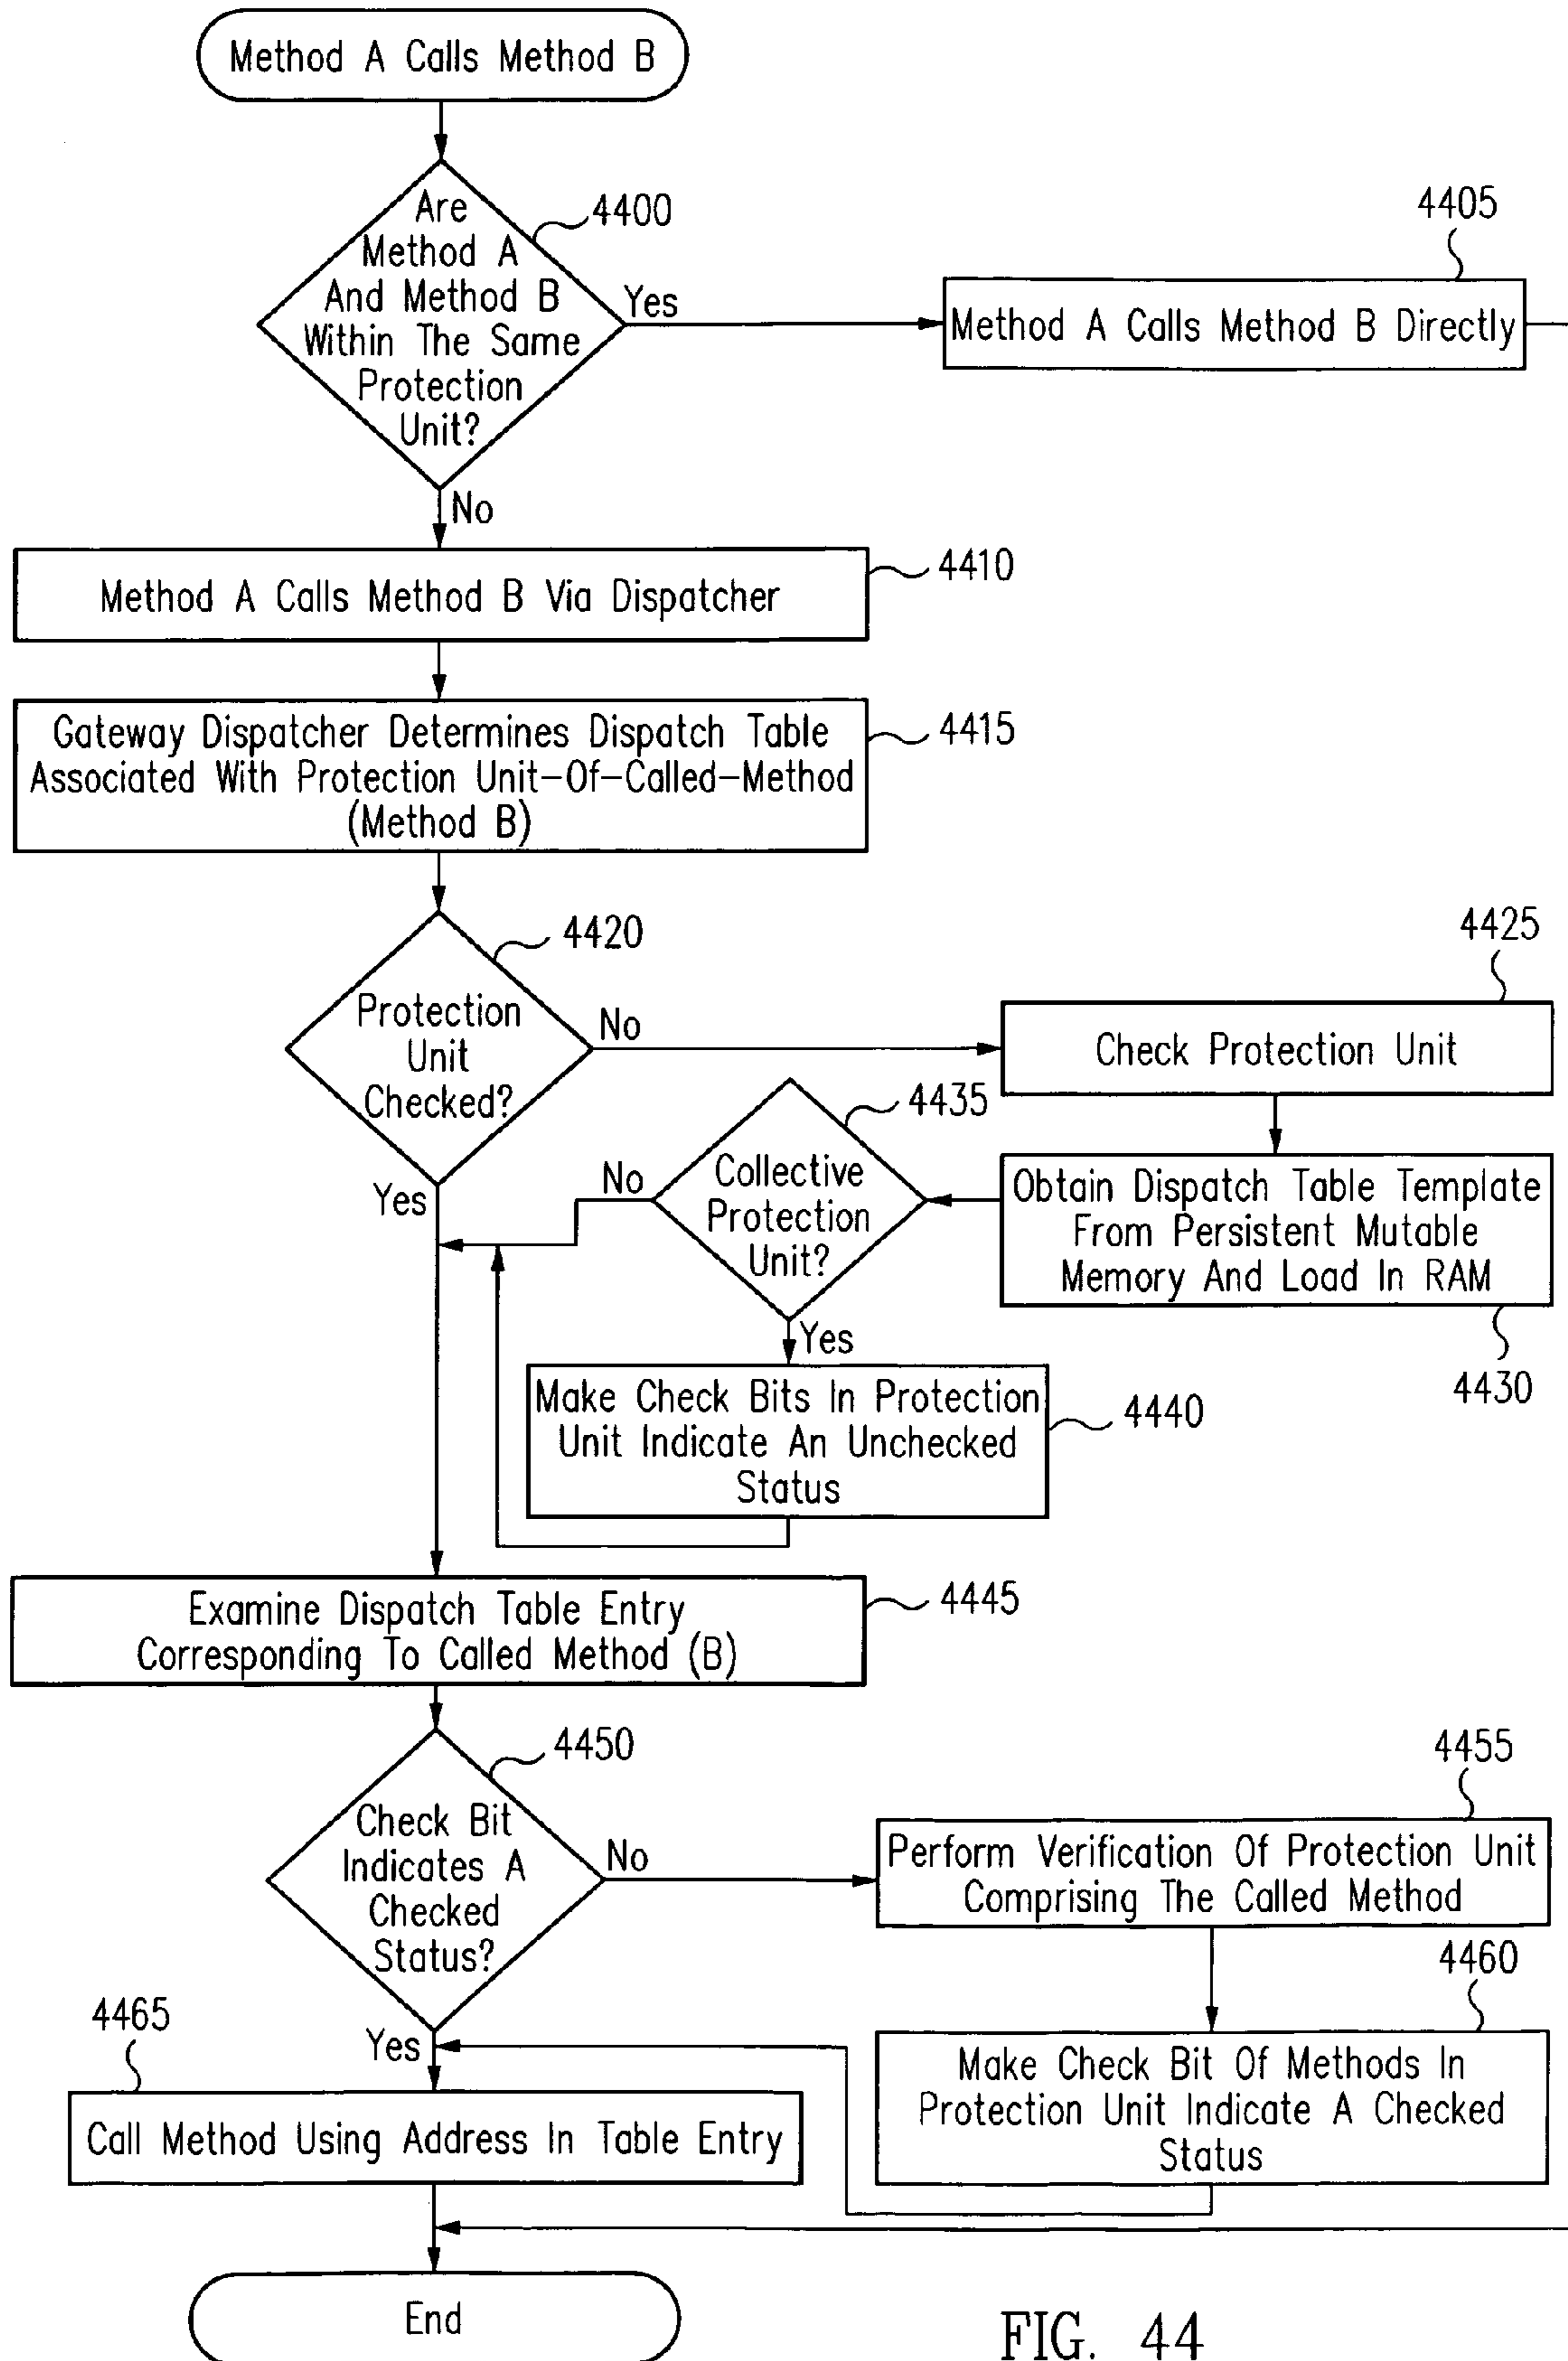 Method A Calls Method B
Are
Method A
And Method B
Within The Same
Protection
Unit?
4400
Yes
4405
Method A Calls Method B Directly
No
Method A Calls Method B Via Dispatcher
4410
Gateway Dispatcher Determines Dispatch Table
Associated With Protection Unit-Of-Called-Method
(Method B)
4415
Protection
Unit
Checked?
4420
No
4425
Check Protection Unit
Yes
Collective
Protection
Unit?
4435
No
Obtain Dispatch Table Template
From Persistent Mutable
Memory And Load In RAM
4430
Yes
Make Check Bits In Protection
Unit Indicate An Unchecked
Status
4440
Examine Dispatch Table Entry
Corresponding To Called Method (B)
4445
Check Bit
Indicates A
Checked
Status?
4450
No
4455
Perform Verification Of Protection Unit
Comprising The Called Method
4460
Make Check Bit Of Methods In
Protection Unit Indicate A Checked
Status
Yes
4465
Call Method Using Address In Table Entry
End
FIG. 44